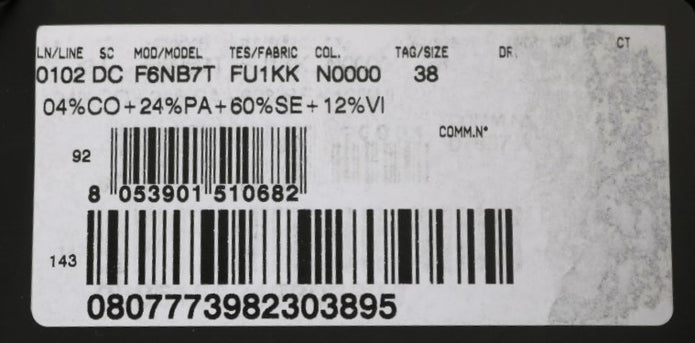 LN/LINE SC MOD/MODEL TES/FABRIC COL. TAG/SIZE DR. CT
0102 DC F6NB7T FU1KK N0000 38
04%CO+24%PA+60%SE+12%VI
COMM.N°
92
8 053901 510682
143
0807773982303895